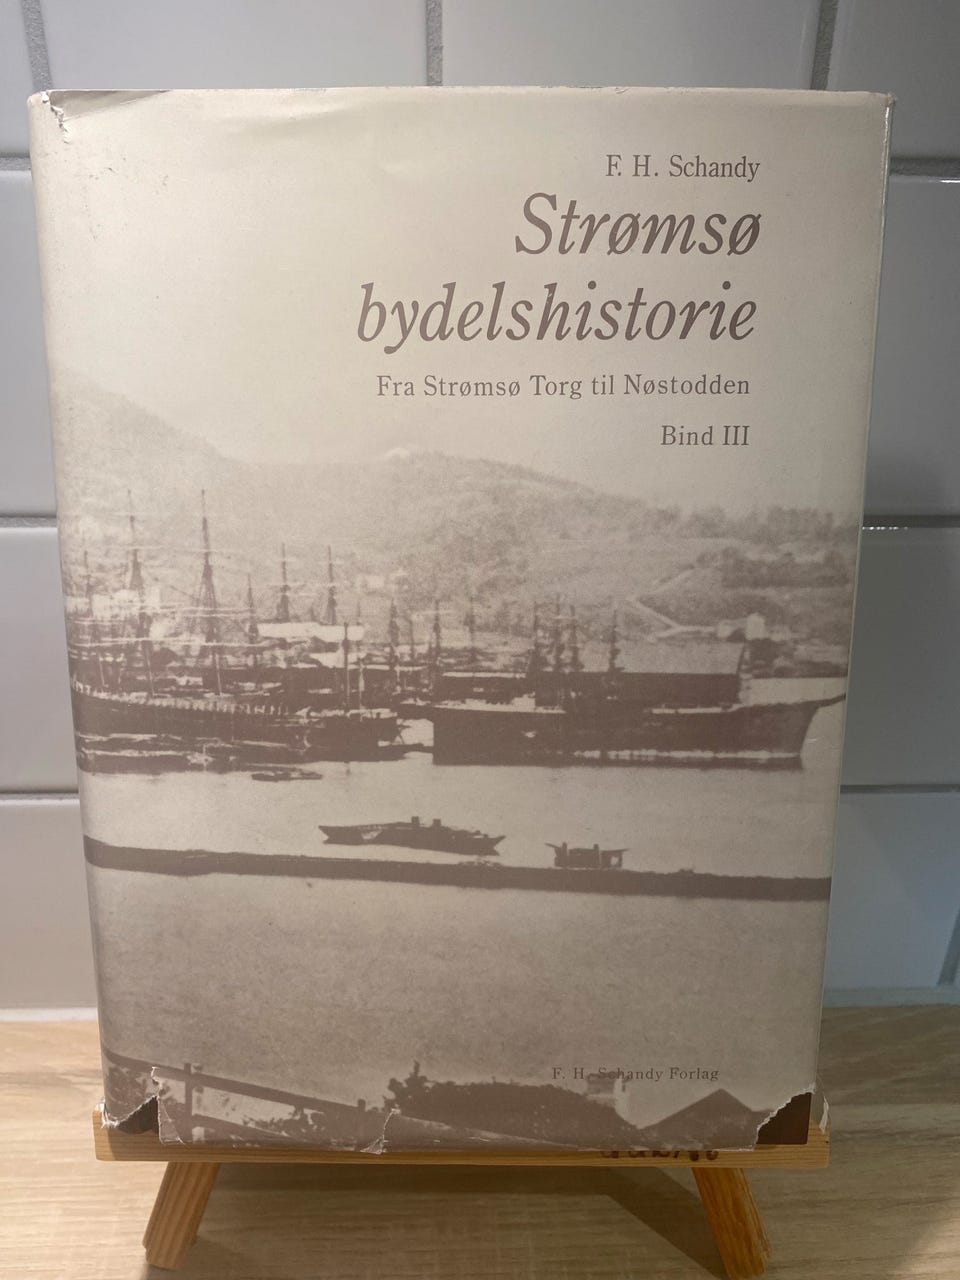 F. H. Schandy
Strømsø
bydelshistorie
Fra Strømsø Torg til Nøstodden
Bind III
F. H. Schandy Forlag